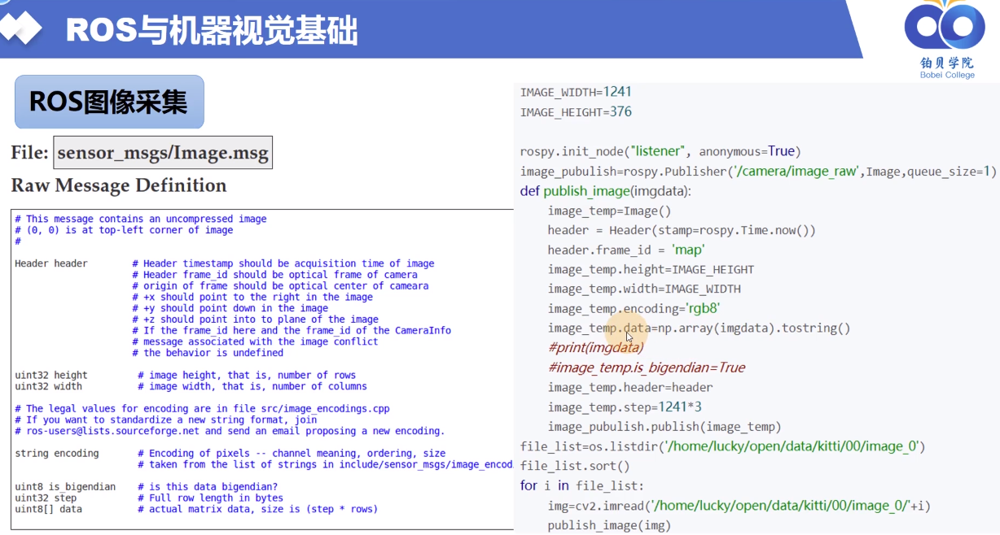 ROS与机器视觉基础
铂贝学院
Bobei College
ROS图像采集
File: sensor_msgs/Image.msg
Raw Message Definition
# This message contains an uncompressed image
# (0, 0) is at top-left corner of image
#
Header header        # Header timestamp should be acquisition time of image
                     # Header frame_id should be optical frame of camera
                     # origin of frame should be optical center of cameara
                     # +x should point to the right in the image
                     # +y should point down in the image
                     # +z should point into to plane of the image
                     # If the frame_id here and the frame_id of the CameraInfo
                     # message associated with the image conflict
                     # the behavior is undefined
uint32 height         # image height, that is, number of rows
uint32 width          # image width, that is, number of columns
# The legal values for encoding are in file src/image_encodings.cpp
# If you want to standardize a new string format, join
# ros-users@lists.sourceforge.net and send an email proposing a new encoding.
string encoding       # Encoding of pixels -- channel meaning, ordering, size
                      # taken from the list of strings in include/sensor_msgs/image_encod
uint8 is_bigendian    # is this data bigendian?
uint32 step           # Full row length in bytes
uint8[] data          # actual matrix data, size is (step * rows)
IMAGE_WIDTH=1241
IMAGE_HEIGHT=376
rospy.init_node("listener", anonymous=True)
image_pubulish=rospy.Publisher('/camera/image_raw',Image,queue_size=1)
def publish_image(imgdata):
    image_temp=Image()
    header = Header(stamp=rospy.Time.now())
    header.frame_id = 'map'
    image_temp.height=IMAGE_HEIGHT
    image_temp.width=IMAGE_WIDTH
    image_temp.encoding='rgb8'
    image_temp.data=np.array(imgdata).tostring()
    #print(imgdata)
    #image_temp.is_bigendian=True
    image_temp.header=header
    image_temp.step=1241*3
    image_pubulish.publish(image_temp)
file_list=os.listdir('/home/lucky/open/data/kitti/00/image_0')
file_list.sort()
for i in file_list:
    img=cv2.imread('/home/lucky/open/data/kitti/00/image_0/'+i)
    publish_image(img)